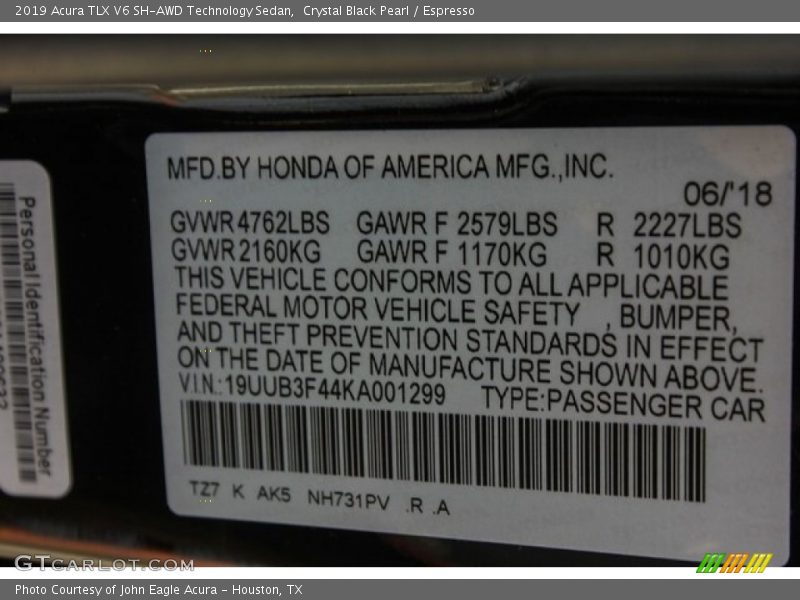 2019 Acura TLX V6 SH-AWD Technology Sedan,  Crystal Black Pearl / Espresso
Personal Identification Number
MFD.BY HONDA OF AMERICA MFG.,INC.
06/'18
GVWR 4762LBS GAWR F 2579LBS R 2227LBS
GVWR 2160KG GAWR F 1170KG R 1010KG
THIS VEHICLE CONFORMS TO ALL APPLICABLE
FEDERAL MOTOR VEHICLE SAFETY , BUMPER,
AND THEFT PREVENTION STANDARDS IN EFFECT
ON THE DATE OF MANUFACTURE SHOWN ABOVE.
V.I.N.: 19UUB3F44KA001299 TYPE:PASSENGER CAR
TZ7 K AK5 NH731PV .R .A
GTCARLOT.COM
Photo Courtesy of John Eagle Acura - Houston, TX